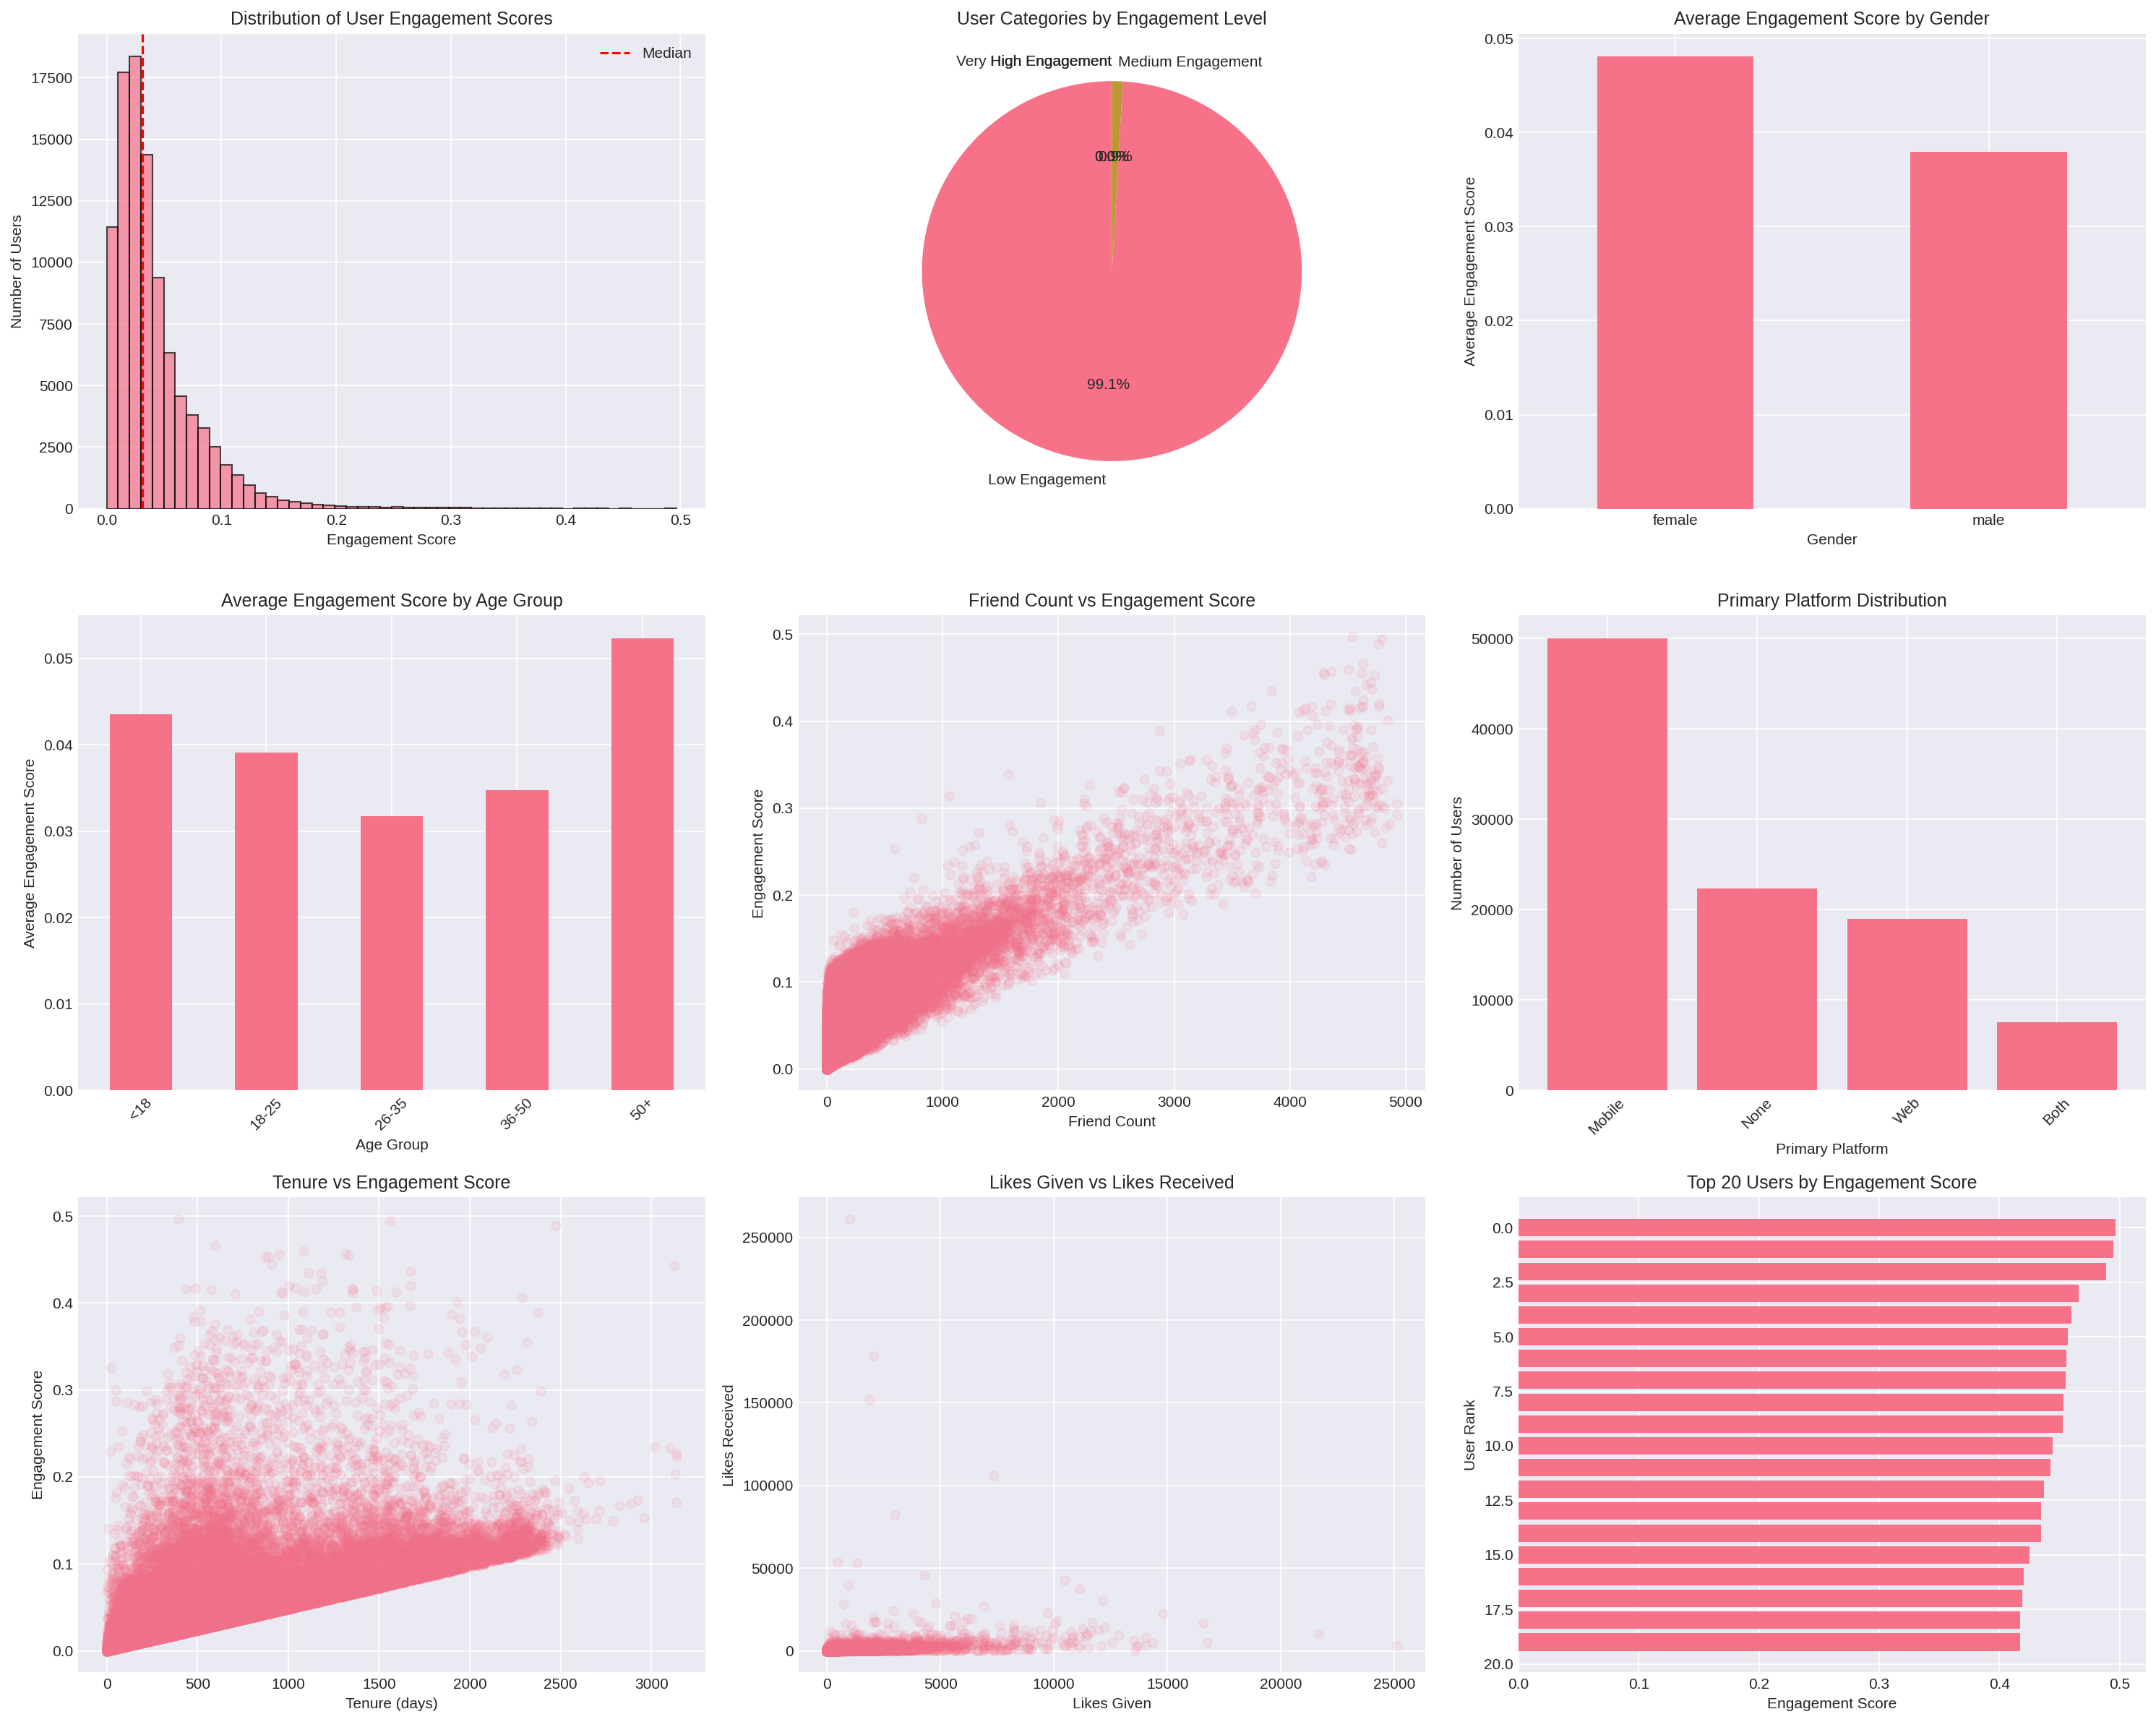 Distribution of User Engagement Scores
Median
Number of Users
17500
15000
12500
10000
7500
5000
2500
0
0.0 0.1 0.2 0.3 0.4 0.5
Engagement Score
User Categories by Engagement Level
Very High Engagement Medium Engagement
0.9%
99.1%
Low Engagement
Average Engagement Score by Gender
Average Engagement Score
0.05
0.04
0.03
0.02
0.01
0.00
female male
Gender
Average Engagement Score by Age Group
Average Engagement Score
0.05
0.04
0.03
0.02
0.01
0.00
<18 18-25 26-35 36-50 50+
Age Group
Friend Count vs Engagement Score
Engagement Score
0.5
0.4
0.3
0.2
0.1
0.0
0 1000 2000 3000 4000 5000
Friend Count
Primary Platform Distribution
Number of Users
50000
40000
30000
20000
10000
0
Mobile None Web Both
Primary Platform
Tenure vs Engagement Score
Engagement Score
0.5
0.4
0.3
0.2
0.1
0.0
0 500 1000 1500 2000 2500 3000
Tenure (days)
Likes Given vs Likes Received
Likes Received
250000
200000
150000
100000
50000
0
0 5000 10000 15000 20000 25000
Likes Given
Top 20 Users by Engagement Score
User Rank
0.0
2.5
5.0
7.5
10.0
12.5
15.0
17.5
20.0
0.0 0.1 0.2 0.3 0.4 0.5
Engagement Score